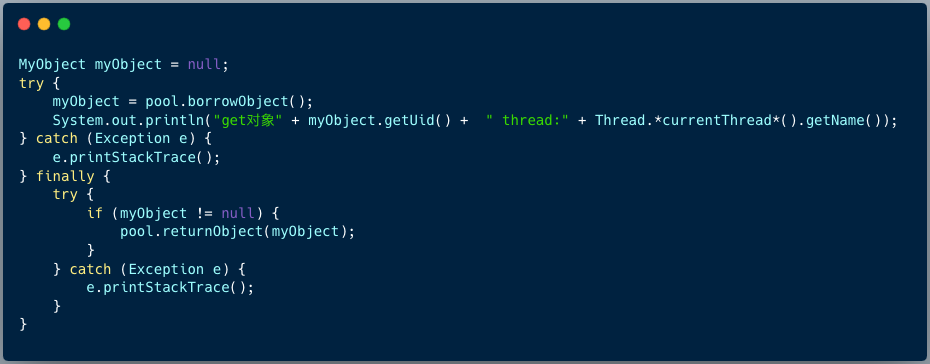 MyObject myObject = null;
try {
    myObject = pool.borrowObject();
    System.out.println("get对象" + myObject.getUid() +  " thread:" + Thread.*currentThread*().getName());
} catch (Exception e) {
    e.printStackTrace();
} finally {
    try {
        if (myObject != null) {
            pool.returnObject(myObject);
        }
    } catch (Exception e) {
        e.printStackTrace();
    }
}